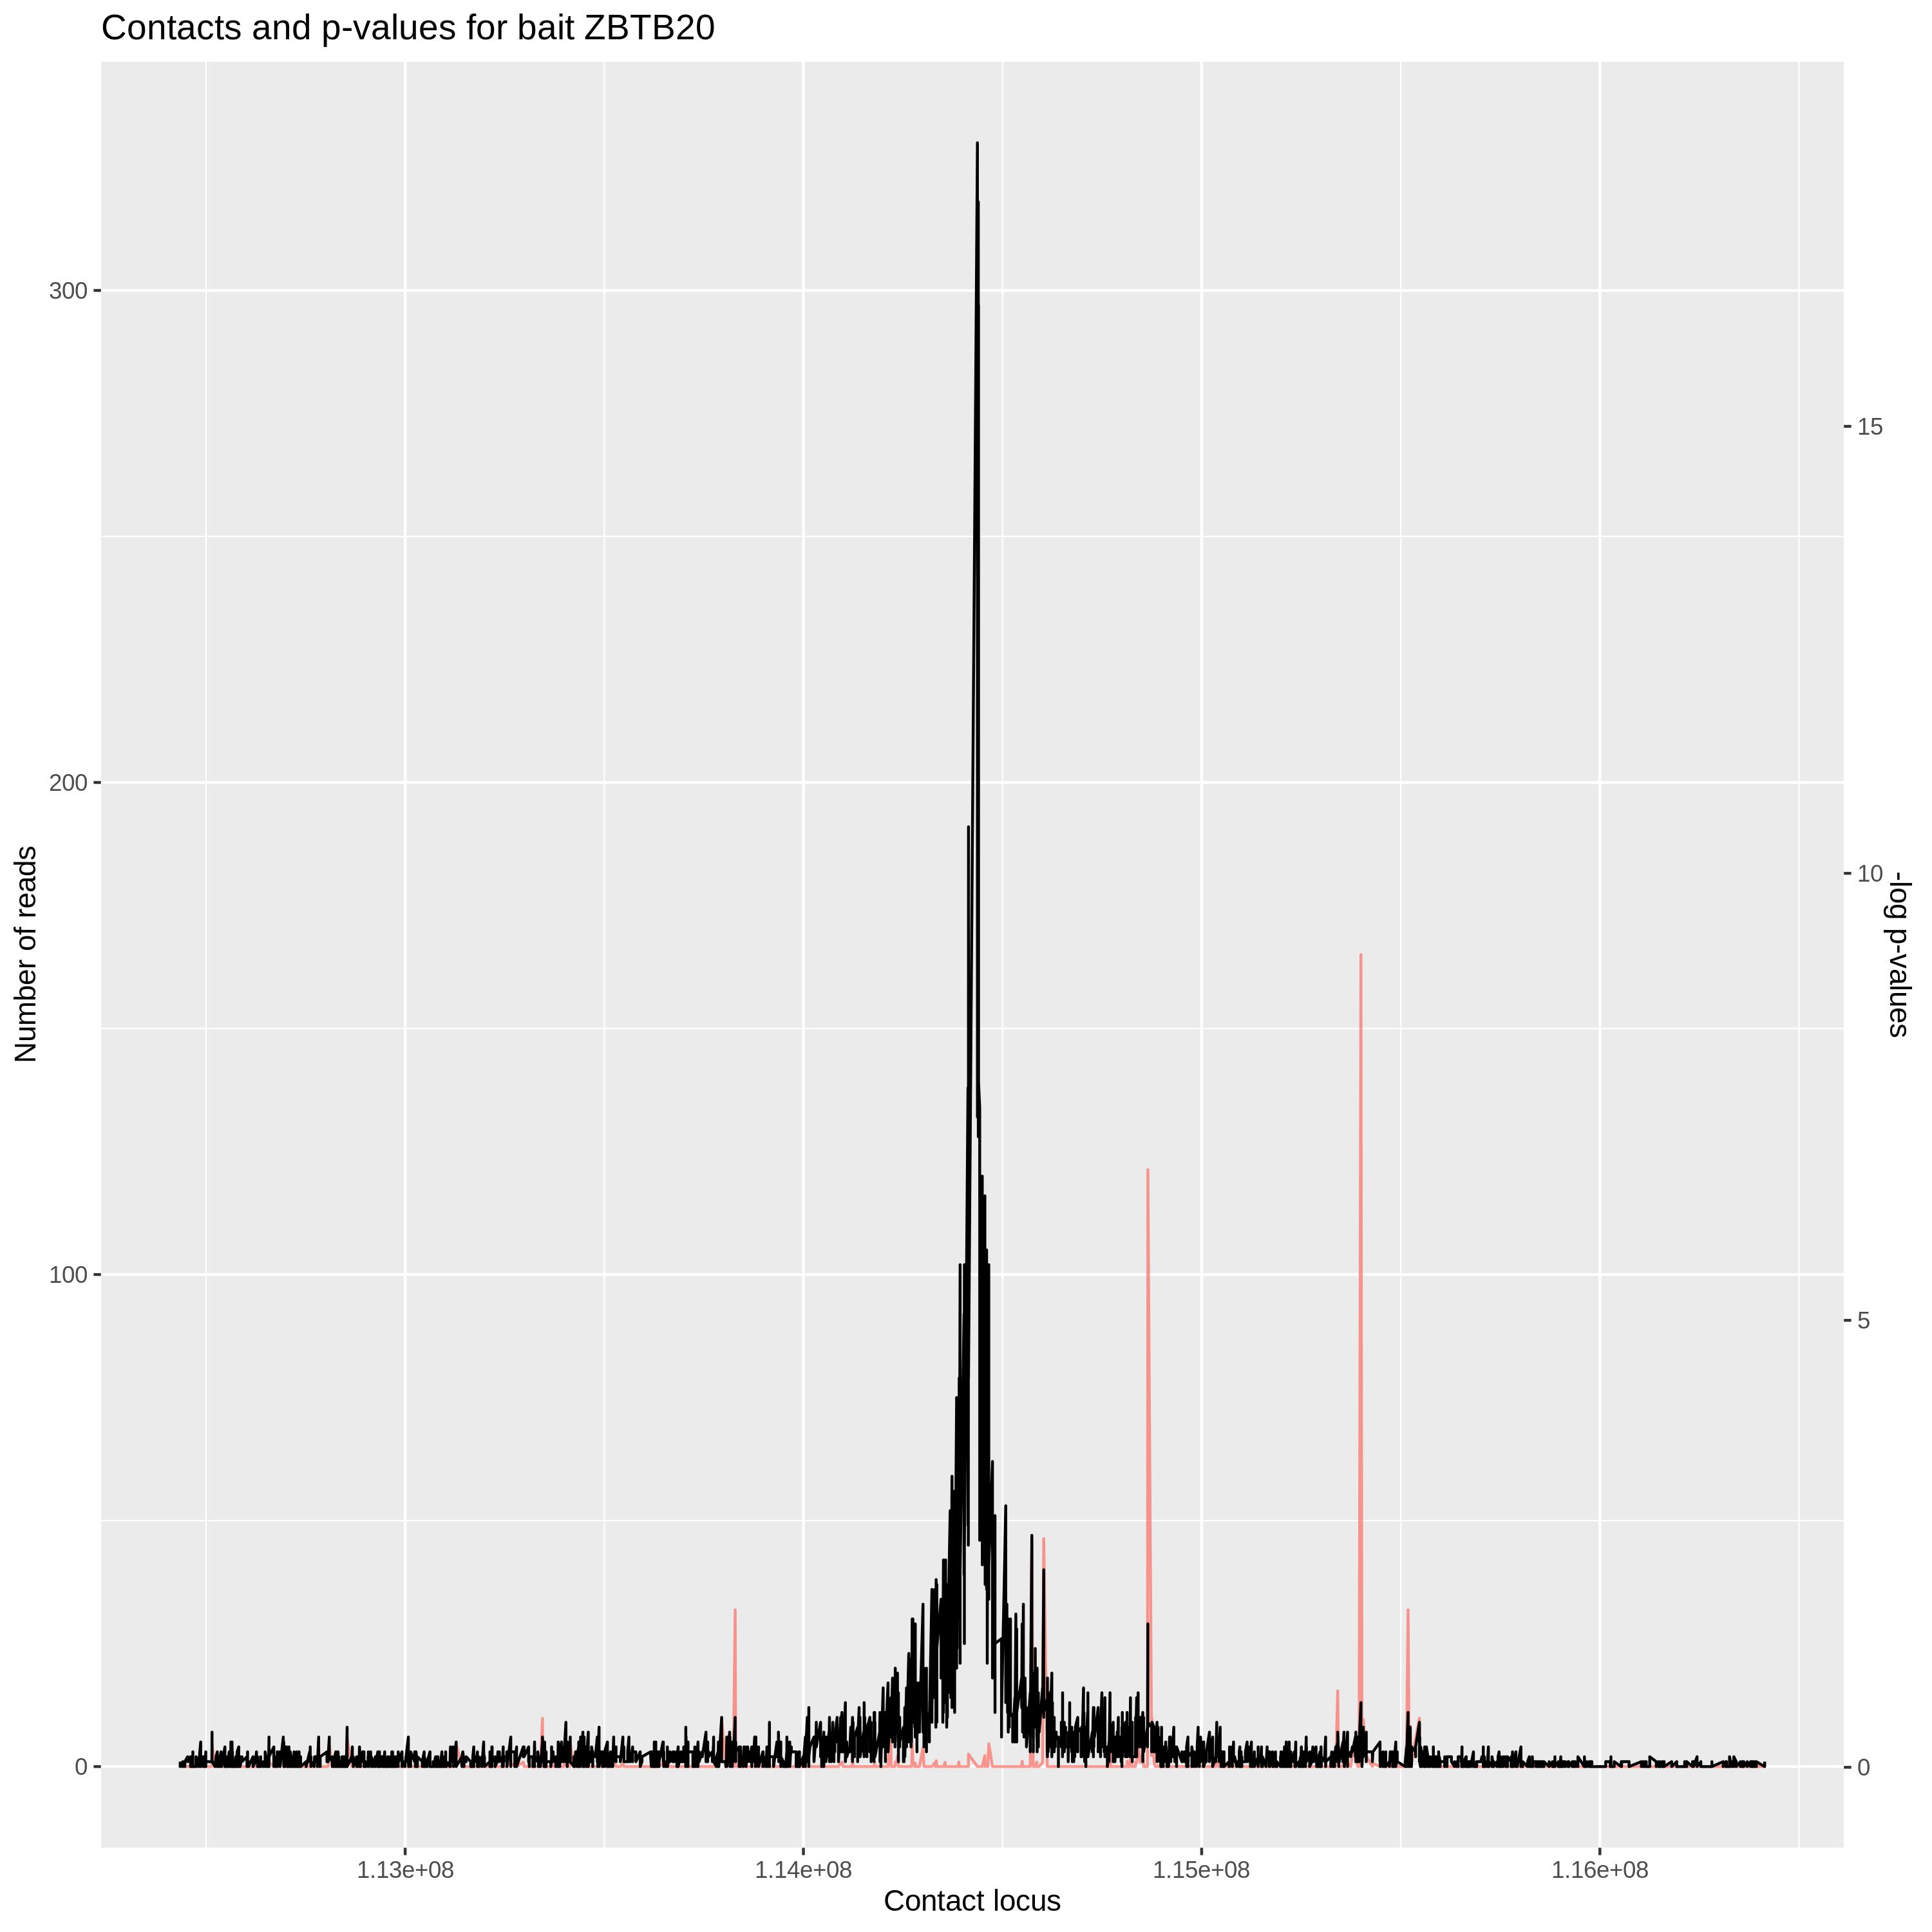 Contacts and p-values for bait ZBTB20
Number of reads
300
200
100
0
15
10
5
0
-log p-values
1.13e+08
1.14e+08
1.15e+08
1.16e+08
Contact locus